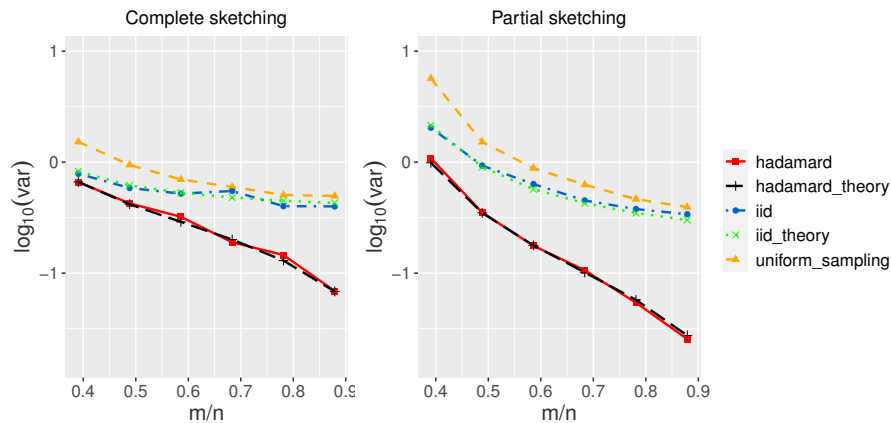 Complete sketching
Partial sketching
1
0
−1
log₁₀(var)
0.4 0.5 0.6 0.7 0.8 0.9
m/n
1
0
−1
log₁₀(var)
0.4 0.5 0.6 0.7 0.8 0.9
m/n
hadamard
hadamard_theory
iid
iid_theory
uniform_sampling